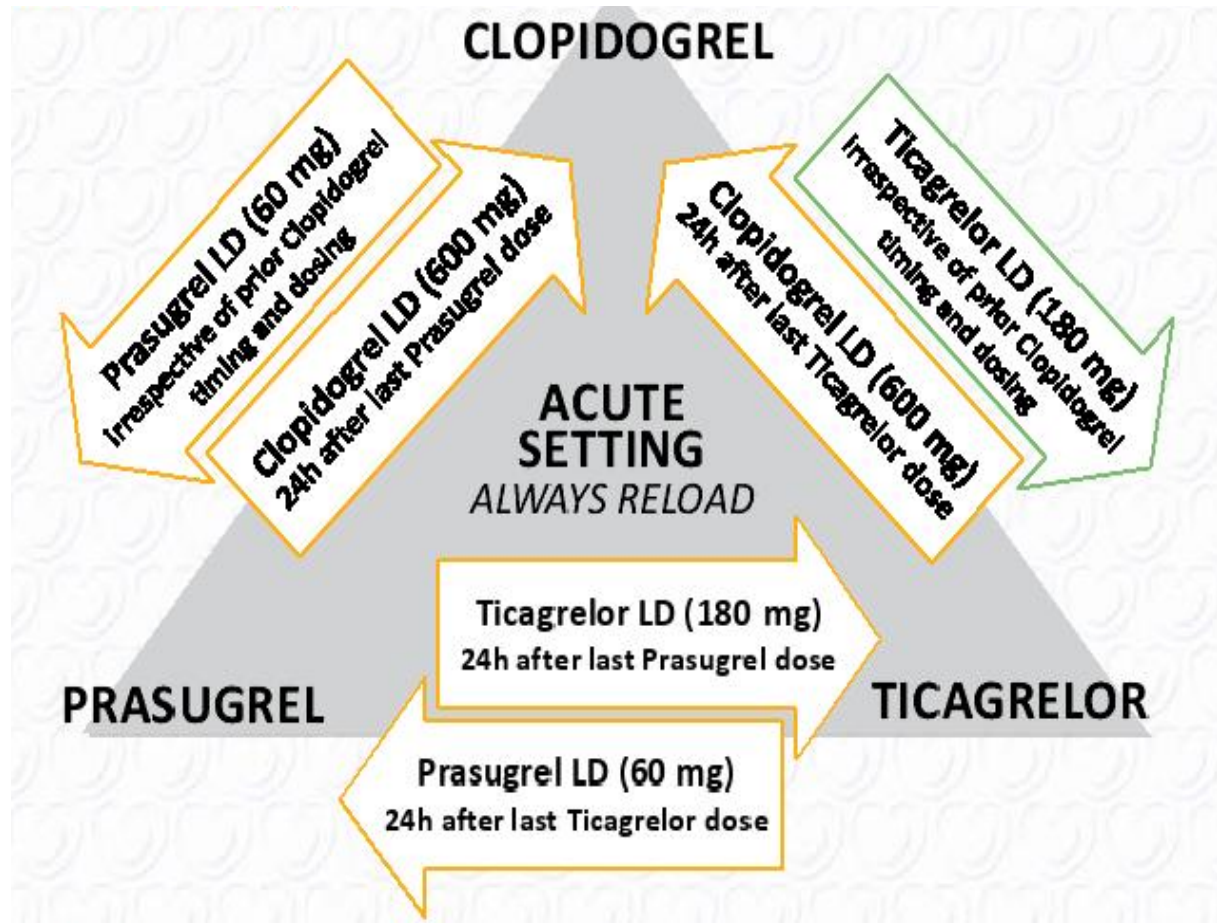 CLOPIDOGREL
Prasugrel LD (60 mg)
irrespective of prior Clopidogrel
timing and dosing
Clopidogrel LD (600 mg)
24h after last Prasugrel dose
Ticagrelor LD (180 mg)
irrespective of prior Clopidogrel
timing and dosing
Clopidogrel LD (600 mg)
24h after last Ticagrelor dose
ACUTE
SETTING
ALWAYS RELOAD
Ticagrelor LD (180 mg)
24h after last Prasugrel dose
PRASUGREL
TICAGRELOR
Prasugrel LD (60 mg)
24h after last Ticagrelor dose